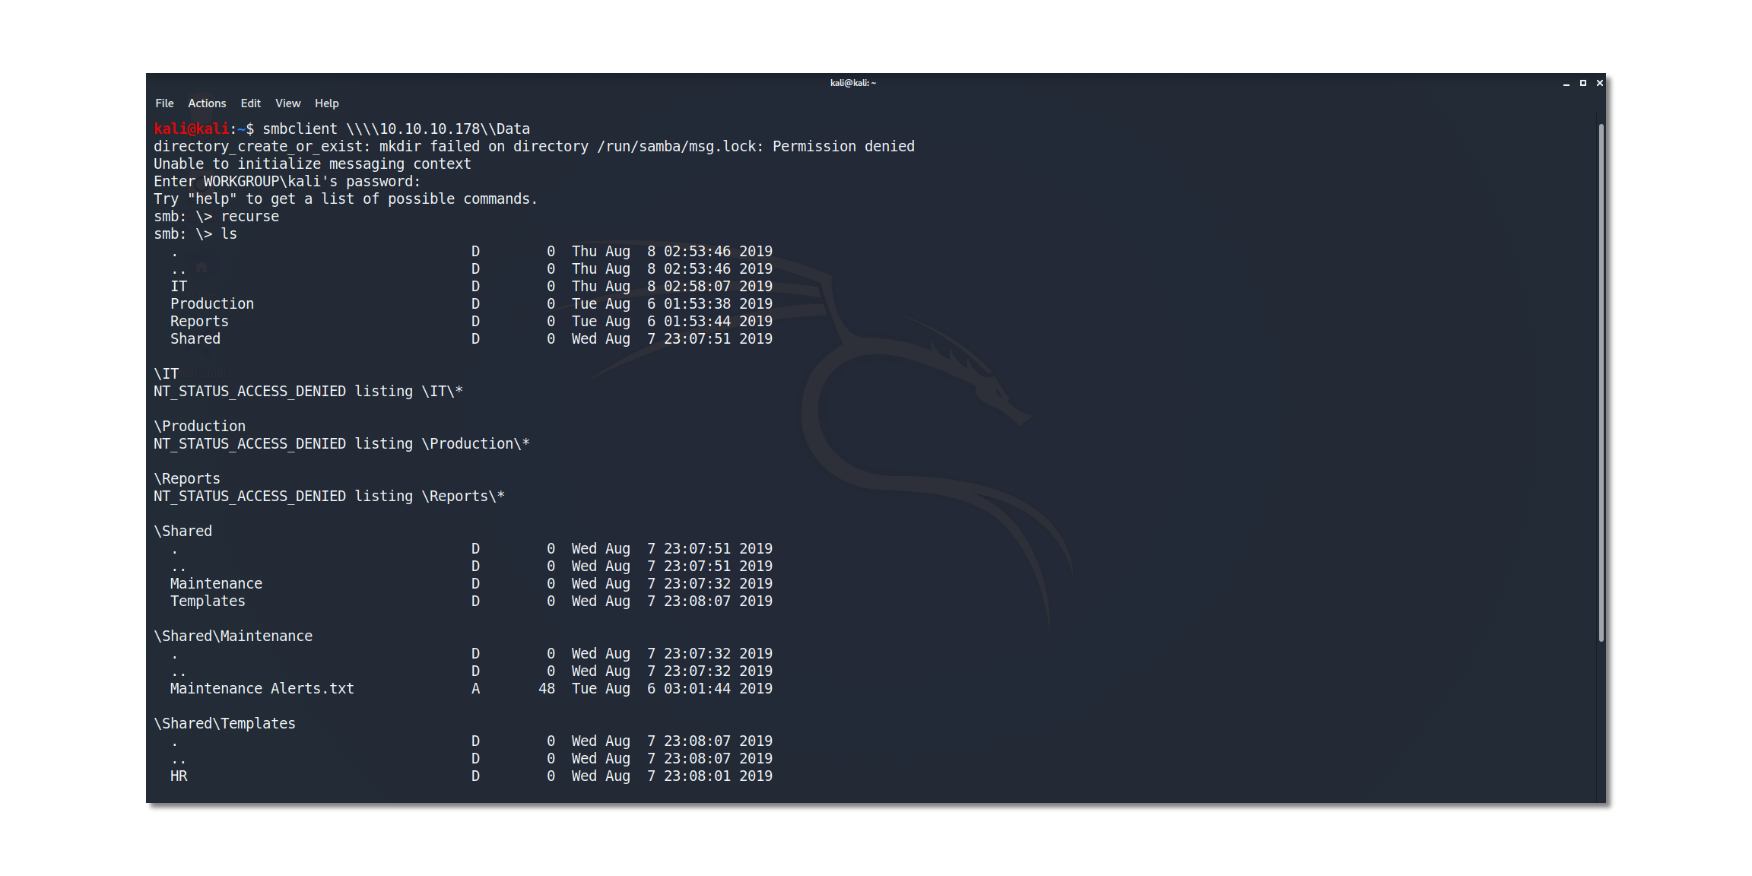 kali@kali: ~
File Actions Edit View Help
kali@kali:~$ smbclient \\\\10.10.10.178\\Data
directory_create_or_exist: mkdir failed on directory /run/samba/msg.lock: Permission denied
Unable to initialize messaging context
Enter WORKGROUP\kali's password:
Try "help" to get a list of possible commands.
smb: \> recurse
smb: \> ls
  .                                   D        0  Thu Aug  8 02:53:46 2019
  ..                                  D        0  Thu Aug  8 02:53:46 2019
  IT                                  D        0  Thu Aug  8 02:58:07 2019
  Production                          D        0  Tue Aug  6 01:53:38 2019
  Reports                             D        0  Tue Aug  6 01:53:44 2019
  Shared                              D        0  Wed Aug  7 23:07:51 2019
\IT
NT_STATUS_ACCESS_DENIED listing \IT\*
\Production
NT_STATUS_ACCESS_DENIED listing \Production\*
\Reports
NT_STATUS_ACCESS_DENIED listing \Reports\*
\Shared
  .                                   D        0  Wed Aug  7 23:07:51 2019
  ..                                  D        0  Wed Aug  7 23:07:51 2019
  Maintenance                         D        0  Wed Aug  7 23:07:32 2019
  Templates                           D        0  Wed Aug  7 23:08:07 2019
\Shared\Maintenance
  .                                   D        0  Wed Aug  7 23:07:32 2019
  ..                                  D        0  Wed Aug  7 23:07:32 2019
  Maintenance Alerts.txt              A       48  Tue Aug  6 03:01:44 2019
\Shared\Templates
  .                                   D        0  Wed Aug  7 23:08:07 2019
  ..                                  D        0  Wed Aug  7 23:08:07 2019
  HR                                  D        0  Wed Aug  7 23:08:01 2019